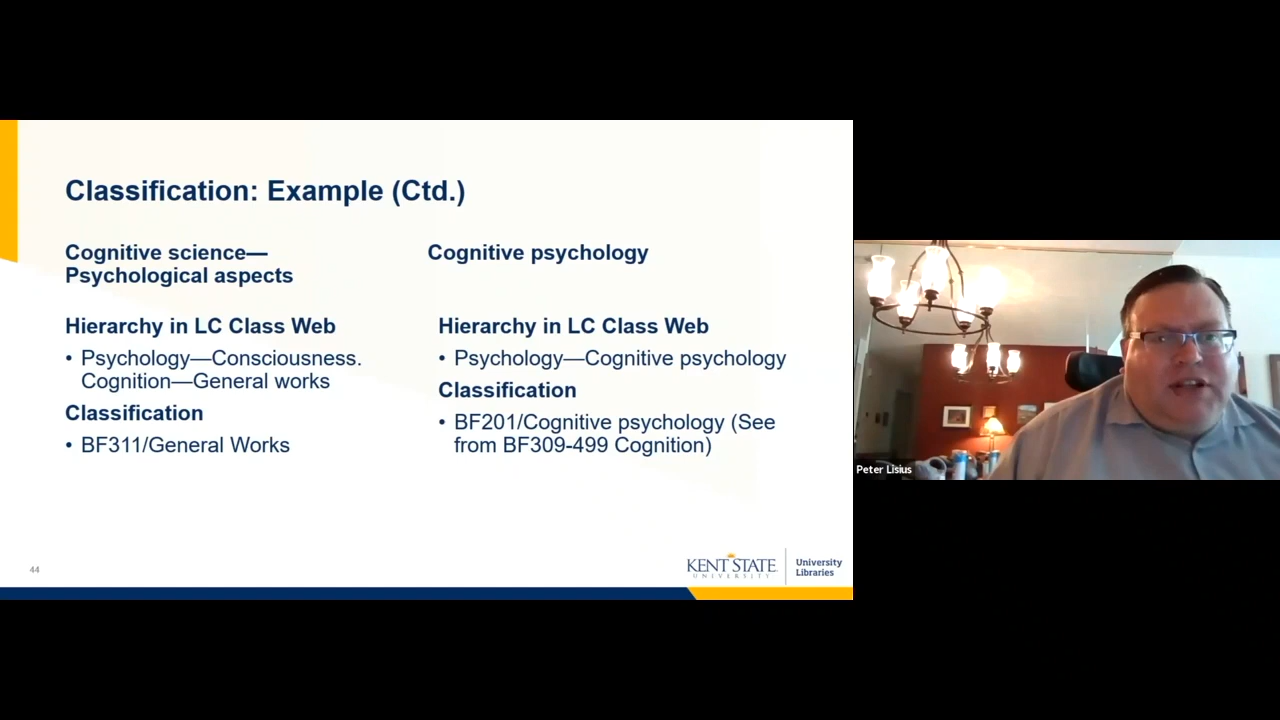 Classification: Example (Ctd.)
Cognitive science—
Psychological aspects
Hierarchy in LC Class Web
• Psychology—Consciousness.
Cognition—General works
Classification
• BF311/General Works
Cognitive psychology
Hierarchy in LC Class Web
• Psychology—Cognitive psychology
Classification
• BF201/Cognitive psychology (See
from BF309-499 Cognition)
44
KENT STATE
UNIVERSITY
University
Libraries
Peter Lisius